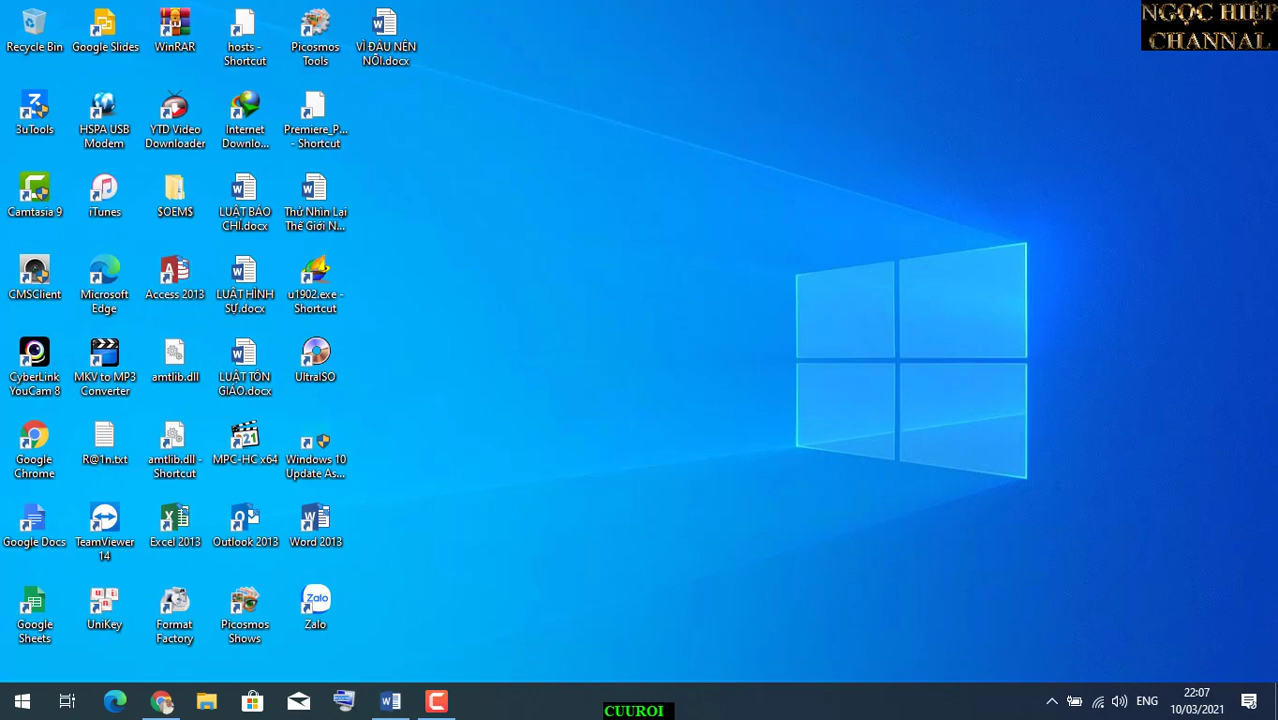 NGỌC HIỆP
CHANNAL
Recycle Bin
Google Slides
WinRAR
hosts -
Shortcut
Picosmos
Tools
VÌ ĐÂU NÊN
NỖI.docx
3uTools
HSPA USB
Modem
YTD Video
Downloader
Internet
Downlo...
Premiere_P...
- Shortcut
Camtasia 9
iTunes
$OEM$
LUẬT BÁO
CHÍ.docx
Thử Nhìn Lại
Thế Giới N...
CMSClient
Microsoft
Edge
Access 2013
LUẬT HÌNH
SỰ.docx
u1902.exe -
Shortcut
CyberLink
YouCam 8
MKV to MP3
Converter
amtlib.dll
LUẬT TÔN
GIÁO.docx
UltraISO
Google
Chrome
R@1n.txt
amtlib.dll -
Shortcut
MPC-HC x64
Windows 10
Update As...
Google Docs
TeamViewer
14
Excel 2013
Outlook 2013
Word 2013
Google
Sheets
UniKey
Format
Factory
Picosmos
Shows
Zalo
Zalo
ENG
22:07
10/03/2021
CUUROI